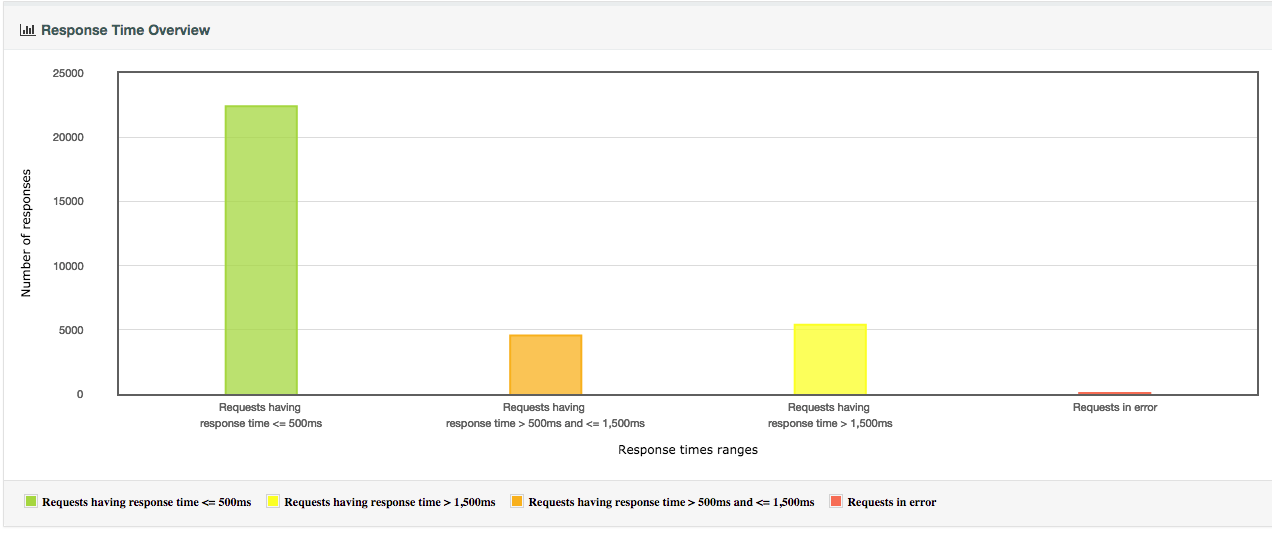 Response Time Overview
25000
20000
15000
10000
5000
0
Number of responses
Requests having
response time <= 500ms
Requests having
response time > 500ms and <= 1,500ms
Requests having
response time > 1,500ms
Requests in error
Response times ranges
Requests having response time <= 500ms
Requests having response time > 1,500ms
Requests having response time > 500ms and <= 1,500ms
Requests in error